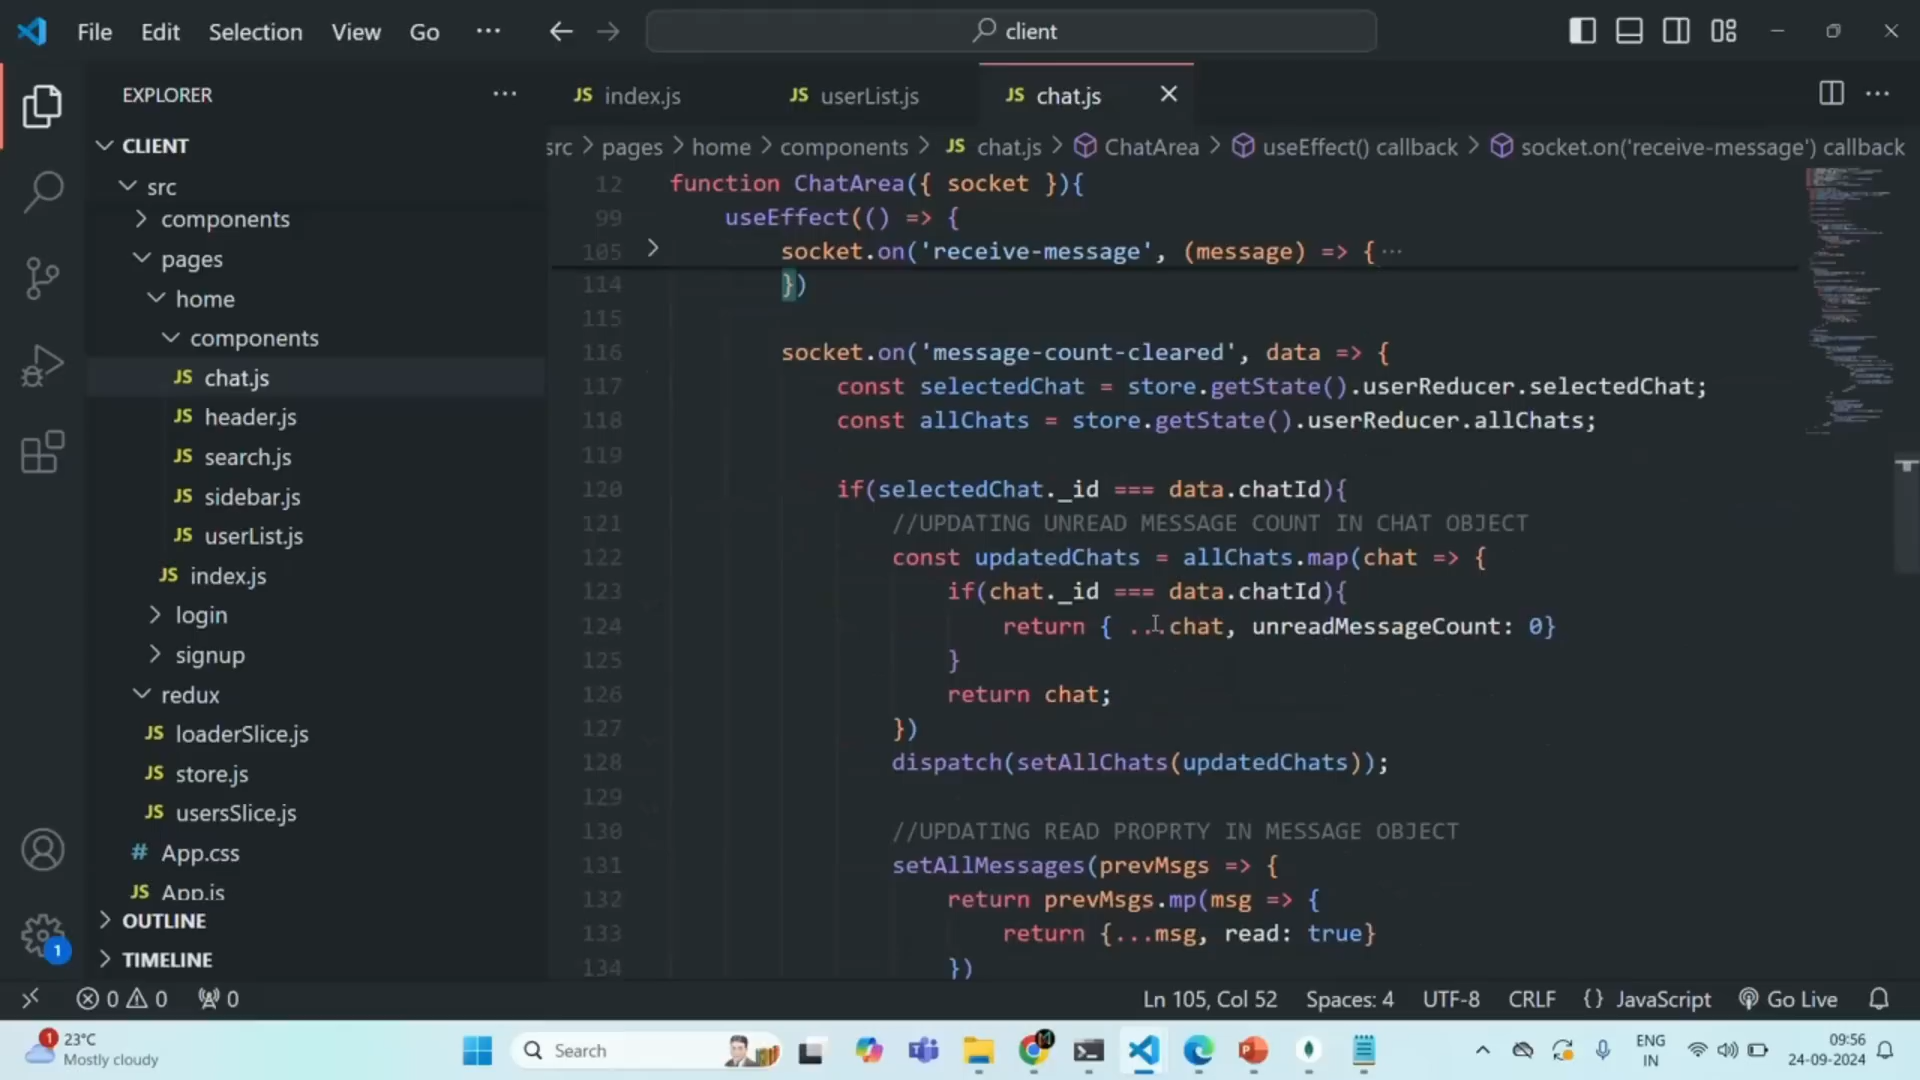 File Edit Selection View Go ··· client
EXPLORER ···
JS index.js JS userList.js JS chat.js
src > pages > home > components > JS chat.js > ChatArea > useEffect() callback > socket.on('receive-message') callback
CLIENT
src
components
pages
home
components
JS chat.js
JS header.js
JS search.js
JS sidebar.js
JS userList.js
JS index.js
login
signup
redux
JS loaderSlice.js
JS store.js
JS usersSlice.js
# App.css
JS App.js
OUTLINE
TIMELINE
12 function ChatArea({ socket }){
99 useEffect(() => {
105 socket.on('receive-message', (message) => { ···
114 })
115
116 socket.on('message-count-cleared', data => {
117 const selectedChat = store.getState().userReducer.selectedChat;
118 const allChats = store.getState().userReducer.allChats;
119
120 if(selectedChat._id === data.chatId){
121 //UPDATING UNREAD MESSAGE COUNT IN CHAT OBJECT
122 const updatedChats = allChats.map(chat => {
123 if(chat._id === data.chatId){
124 return { ...chat, unreadMessageCount: 0}
125 }
126 return chat;
127 })
128 dispatch(setAllChats(updatedChats));
129
130 //UPDATING READ PROPRTY IN MESSAGE OBJECT
131 setAllMessages(prevMsgs => {
132 return prevMsgs.mp(msg => {
133 return {...msg, read: true}
134 })
1
0 0 0 Ln 105, Col 52 Spaces: 4 UTF-8 CRLF {} JavaScript Go Live
1 23°C
Mostly cloudy
Search
ENG
IN
09:56
24-09-2024